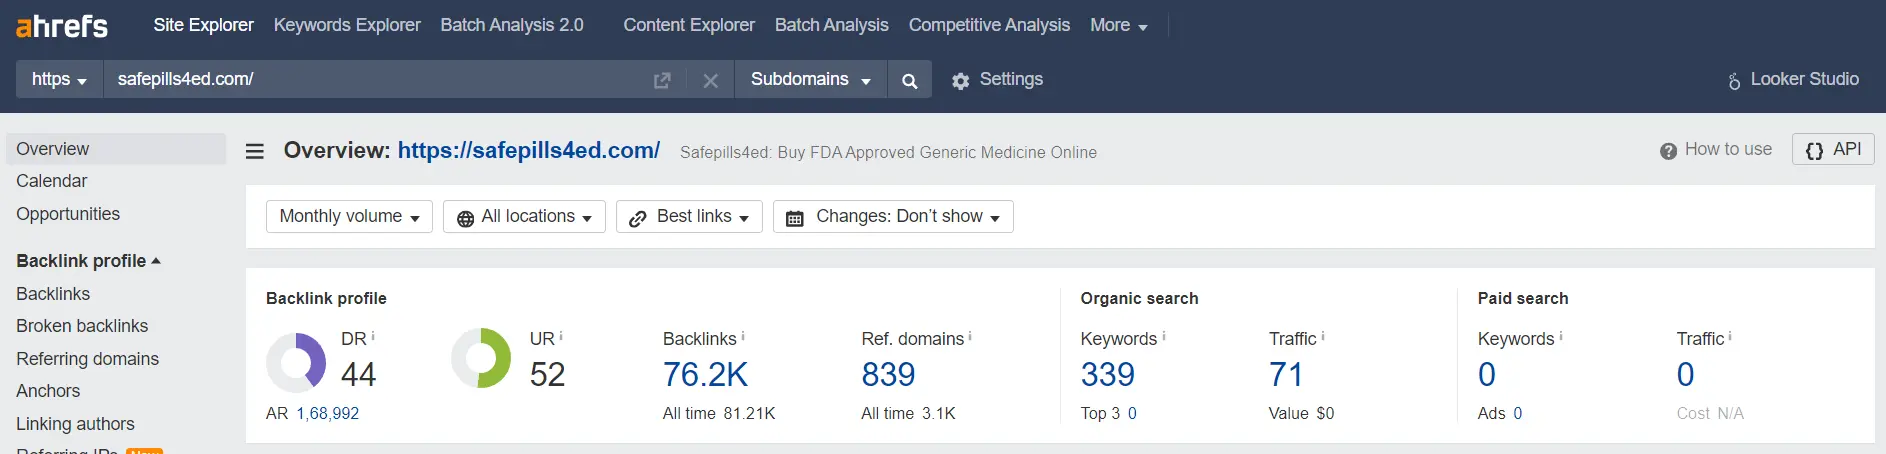 ahrefs Site Explorer Keywords Explorer Batch Analysis 2.0 Content Explorer Batch Analysis Competitive Analysis More
https safepills4ed.com/ Subdomains Settings Looker Studio
Overview
Calendar
Opportunities
Backlink profile
Backlinks
Broken backlinks
Referring domains
Anchors
Linking authors
Referring IPs New
Overview: https://safepills4ed.com/ Safepills4ed: Buy FDA Approved Generic Medicine Online How to use {} API
Monthly volume All locations Best links Changes: Don't show
Backlink profile
DR i UR i Backlinks i Ref. domains i
44 52 76.2K 839
AR 1,68,992 All time 81.21K All time 3.1K
Organic search
Keywords i Traffic i
339 71
Top 3 0 Value $0
Paid search
Keywords i Traffic i
0 0
Ads 0 Cost N/A